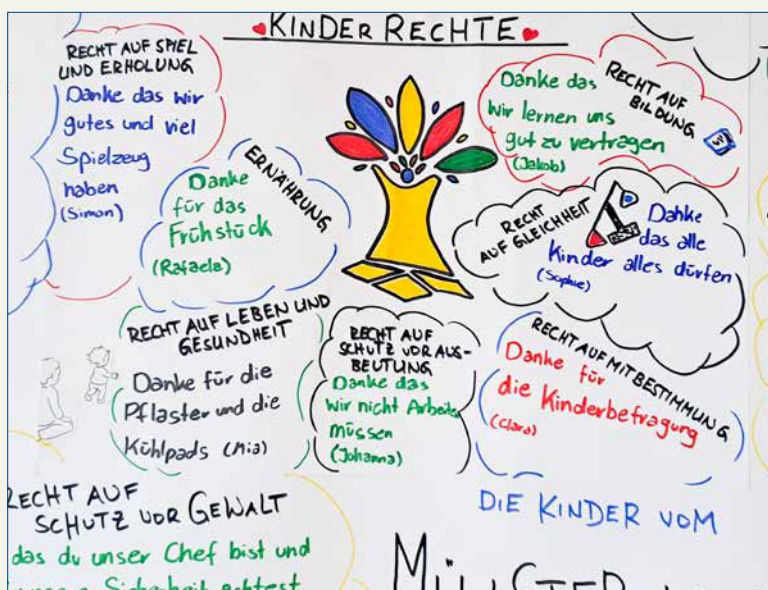 KINDER RECHTE
RECHT AUF SPIEL
UND ERHOLUNG
Danke das wir
gutes und viel
Spielzeug
haben
(Simon)
ERNÄHRUNG
Danke
für das
Frühstück
(Rafaela)
RECHT AUF
BILDUNG
Danke das
wir lernen uns
gut zu vertragen
(Jakob)
RECHT
AUF GLEICHHEIT
Danke
das alle
Kinder alles dürfen
(Sophie)
RECHT AUF LEBEN UND
GESUNDHEIT
Danke für die
Pflaster und die
Kühlpads (Mia)
RECHT AUF
SCHUTZ VOR AUS-
BEUTUNG
Danke das
wir nicht
müssen
(Johanna)
RECHT AUF MITBESTIMMUNG
Danke für
die Kinderbefragung
(Clara)
RECHT AUF
SCHUTZ VOR GEWALT
das du unser Chef bist und
DIE KINDER VOM